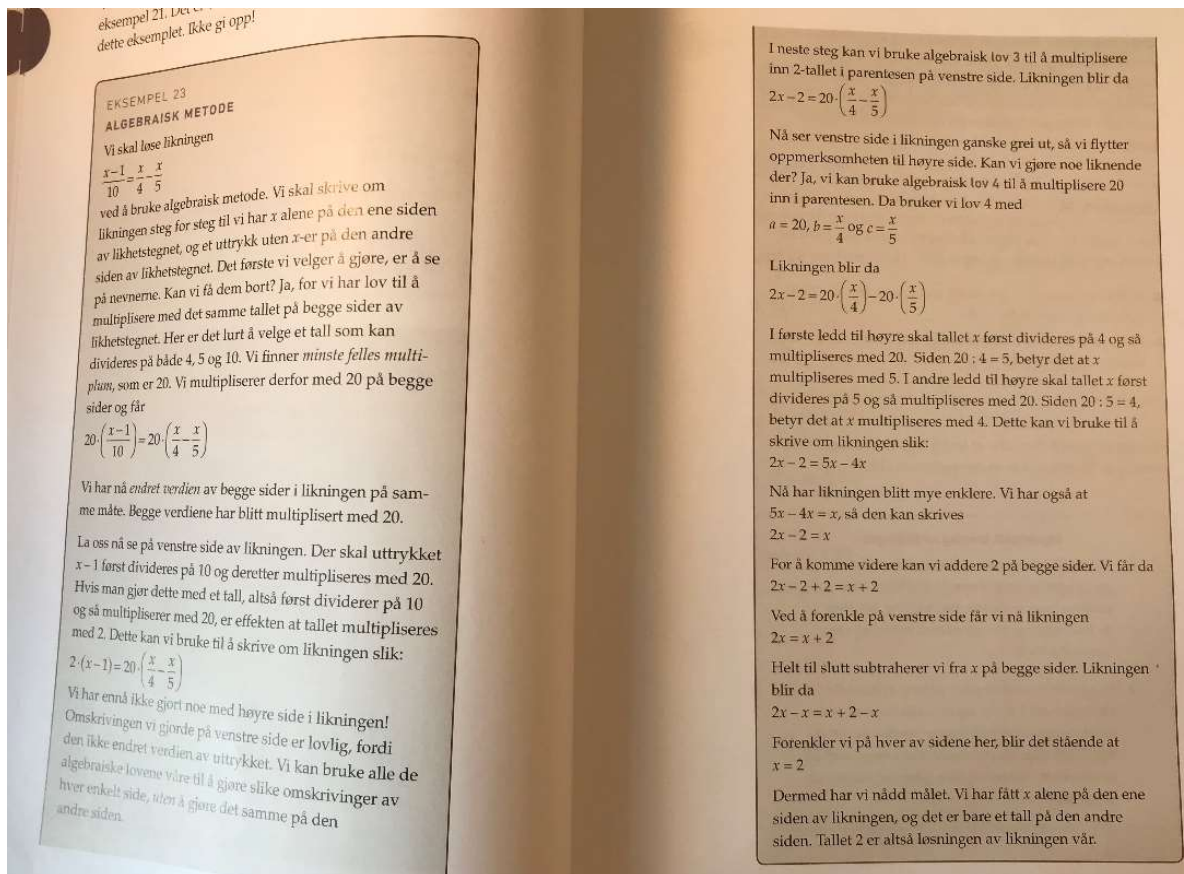 eksempel 21.
dette eksemplet. Ikke gi opp!
EKSEMPEL 23
ALGEBRAISK METODE
Vi skal løse likningen
(x−1)/10 = x/4 − x/5
ved å bruke algebraisk metode. Vi skal skrive om
likningen steg for steg til vi har x alene på den ene siden
av likhetstegnet, og et uttrykk uten x-er på den andre
siden av likhetstegnet. Det første vi velger å gjøre, er å se
på nevnerne. Kan vi få dem bort? Ja, for vi har lov til å
multiplisere med det samme tallet på begge sider av
likhetstegnet. Her er det lurt å velge et tall som kan
divideres på både 4, 5 og 10. Vi finner minste felles multi-
plum, som er 20. Vi multipliserer derfor med 20 på begge
sider og får
20·((x−1)/10) = 20·(x/4 − x/5)
Vi har nå endret verdien av begge sider i likningen på sam-
me måte. Begge verdiene har blitt multiplisert med 20.
La oss nå se på venstre side av likningen. Der skal uttrykket
x − 1 først divideres på 10 og deretter multipliseres med 20.
Hvis man gjør dette med et tall, altså først dividerer på 10
og så multipliserer med 20, er effekten at tallet multipliseres
med 2. Dette kan vi bruke til å skrive om likningen slik:
2·(x−1) = 20·(x/4 − x/5)
Vi har ennå ikke gjort noe med høyre side i likningen!
Omskrivingen vi gjorde på venstre side er lovlig, fordi
den ikke endret verdien av uttrykket. Vi kan bruke alle de
algebraiske lovene våre til å gjøre slike omskrivinger av
hver enkelt side, uten å gjøre det samme på den
andre siden.
I neste steg kan vi bruke algebraisk lov 3 til å multiplisere
inn 2-tallet i parentesen på venstre side. Likningen blir da
2x − 2 = 20·(x/4 − x/5)
Nå ser venstre side i likningen ganske grei ut, så vi flytter
oppmerksomheten til høyre side. Kan vi gjøre noe liknende
der? Ja, vi kan bruke algebraisk lov 4 til å multiplisere 20
inn i parentesen. Da bruker vi lov 4 med
a = 20, b = x/4 og c = x/5
Likningen blir da
2x − 2 = 20·(x/4) − 20·(x/5)
I første ledd til høyre skal tallet x først divideres på 4 og så
multipliseres med 20. Siden 20 : 4 = 5, betyr det at x
multipliseres med 5. I andre ledd til høyre skal tallet x først
divideres på 5 og så multipliseres med 20. Siden 20 : 5 = 4,
betyr det at x multipliseres med 4. Dette kan vi bruke til å
skrive om likningen slik:
2x − 2 = 5x − 4x
Nå har likningen blitt mye enklere. Vi har også at
5x − 4x = x, så den kan skrives
2x − 2 = x
For å komme videre kan vi addere 2 på begge sider. Vi får da
2x − 2 + 2 = x + 2
Ved å forenkle på venstre side får vi nå likningen
2x = x + 2
Helt til slutt subtraherer vi fra x på begge sider. Likningen
blir da
2x − x = x + 2 − x
Forenkler vi på hver av sidene her, blir det stående at
x = 2
Dermed har vi nådd målet. Vi har fått x alene på den ene
siden av likningen, og det er bare et tall på den andre
siden. Tallet 2 er altså løsningen av likningen vår.